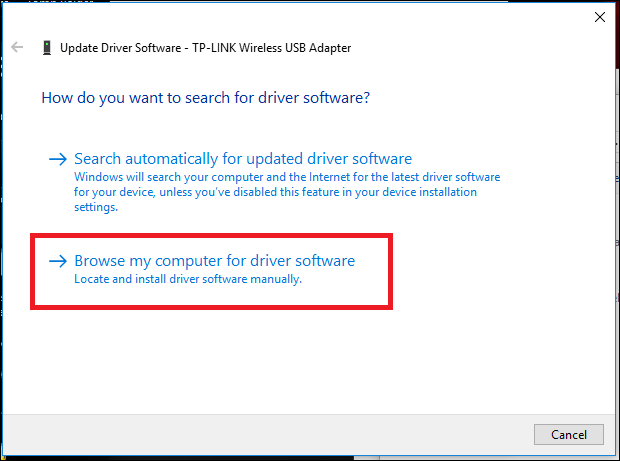 Update Driver Software - TP-LINK Wireless USB Adapter
How do you want to search for driver software?
Search automatically for updated driver software
Windows will search your computer and the Internet for the latest driver software
for your device, unless you've disabled this feature in your device installation
settings.
Browse my computer for driver software
Locate and install driver software manually.
Cancel